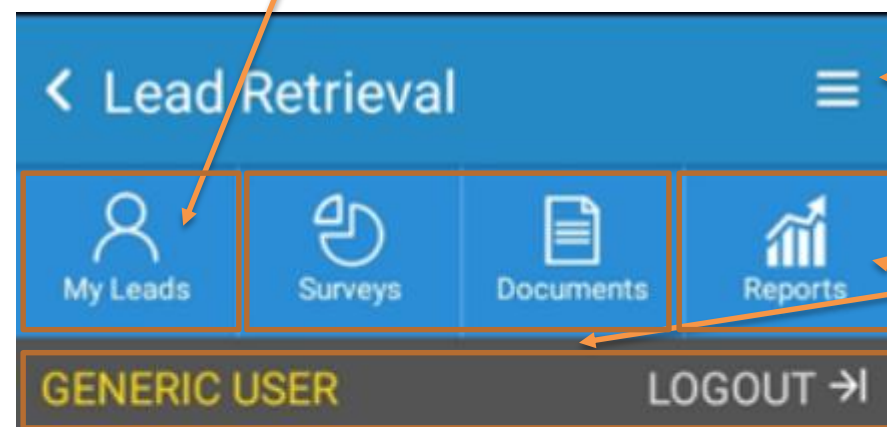 Lead Retrieval
My Leads Surveys Documents Reports
GENERIC USER LOGOUT